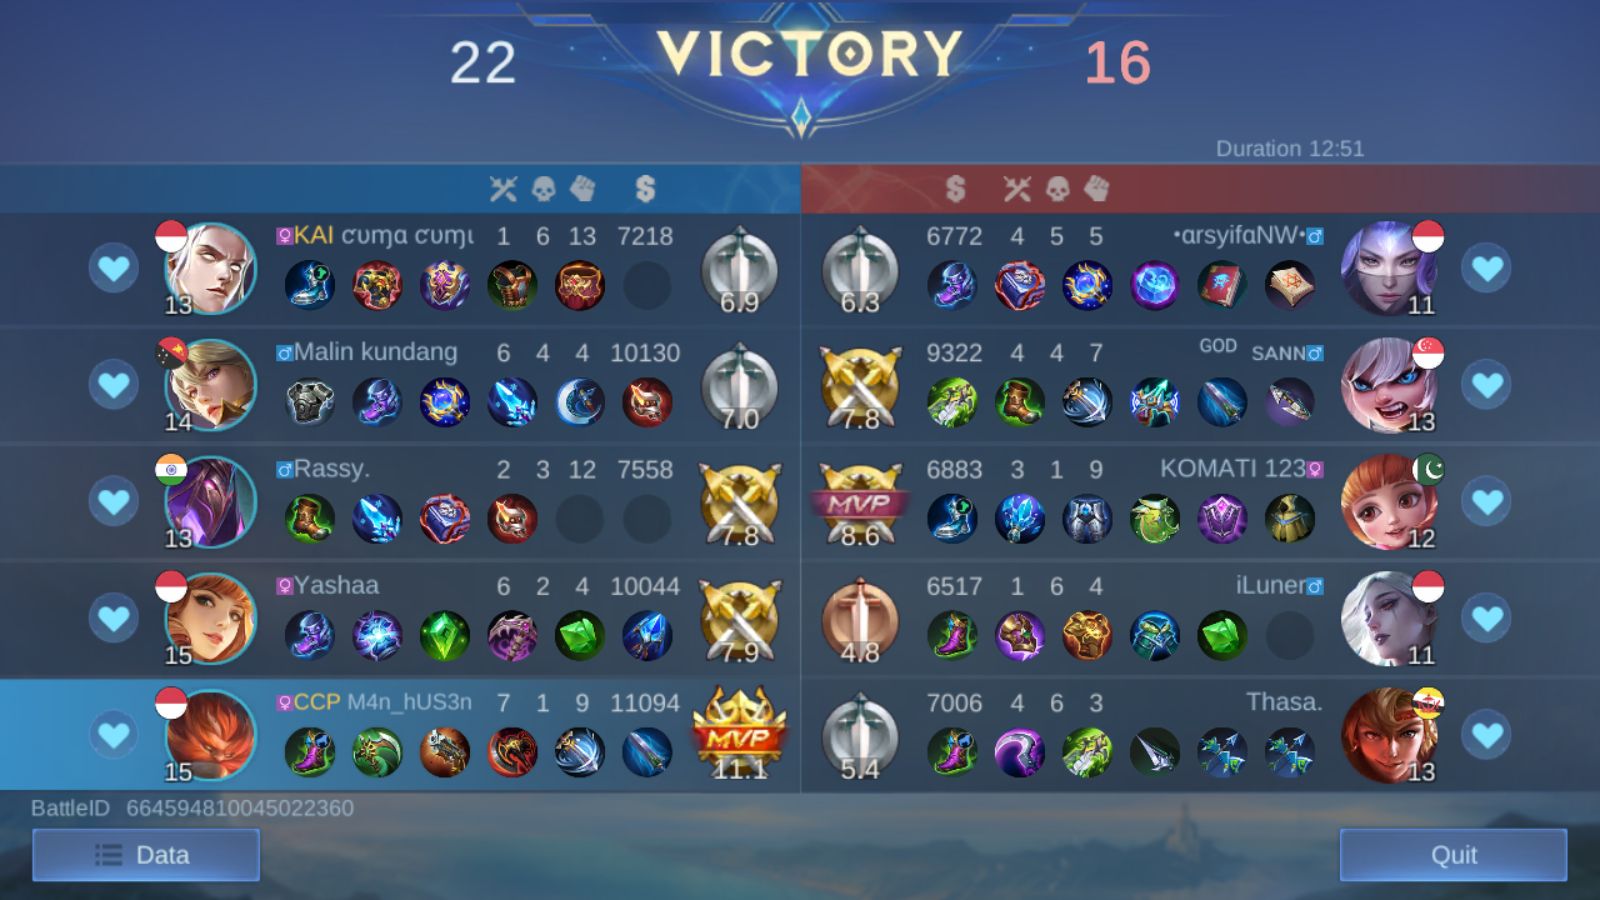 22 VICTORY 16
Duration 12:51
KAI ƈυɱα ƈυɱι 1 6 13 7218
13 6.9
6772 4 5 5 •αrsyifαNW•
6.3 11
Malin kundang 6 4 4 10130
14 7.0
9322 4 4 7 GOD SANN
7.8 13
Rassy. 2 3 12 7558
13 7.8
6883 3 1 9 KOMATI 123
MVP
8.6 12
Yashaa 6 2 4 10044
15 7.9
6517 1 6 4 iLuner
4.8 11
CCP M4n_hUS3n 7 1 9 11094
MVP
15 11.1
7006 4 6 3 Thasa.
5.4 13
BattleID 664594810045022360
Data
Quit